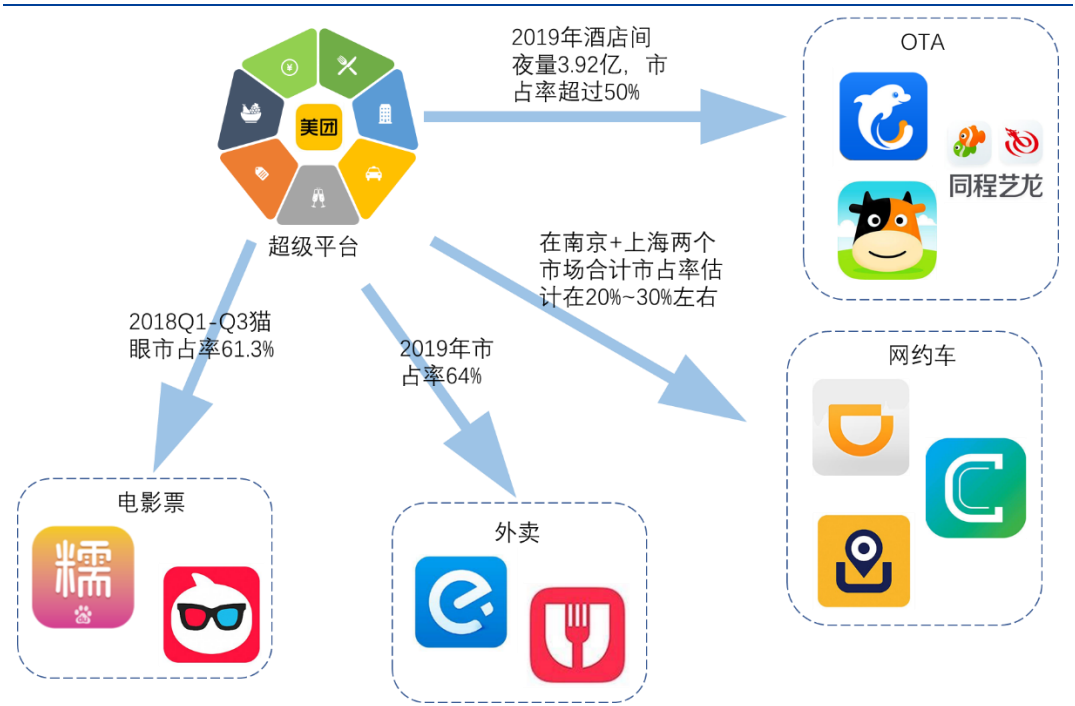 2019年酒店间
夜量3.92亿，市
占率超过50%
OTA
美团
同程艺龙
超级平台
在南京+上海两个
市场合计市占率估
计在20%~30%左右
2018Q1-Q3猫
眼市占率61.3%
2019年市
占率64%
网约车
电影票
糯
外卖